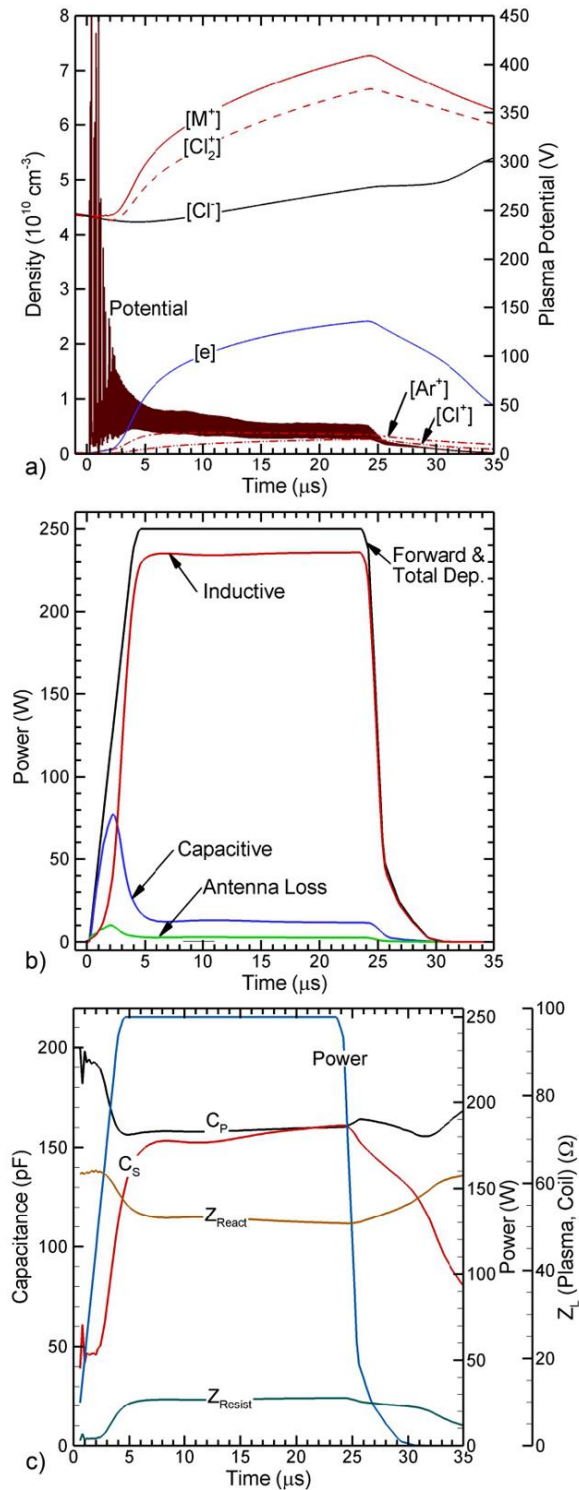 8
7
6
5
4
3
2
1
0
Density (10¹⁰ cm⁻³)
450
400
350
300
250
200
150
100
50
0
Plasma Potential (V)
[M⁺]
[Cl₂⁺]
[Cl⁻]
Potential
[e]
[Ar⁺]
[Cl⁺]
0 5 10 15 20 25 30 35
Time (μs)
a)
250
200
150
100
50
0
Power (W)
Forward &
Total Dep.
Inductive
Capacitive
Antenna Loss
0 5 10 15 20 25 30 35
Time (μs)
b)
200
150
100
50
0
Capacitance (pF)
250
200
150
100
50
0
Power (W)
100
80
60
40
20
0
Z_L (Plasma, Coil) (Ω)
Power
C_P
C_S
Z_React
Z_Resist
0 5 10 15 20 25 30 35
Time (μs)
c)